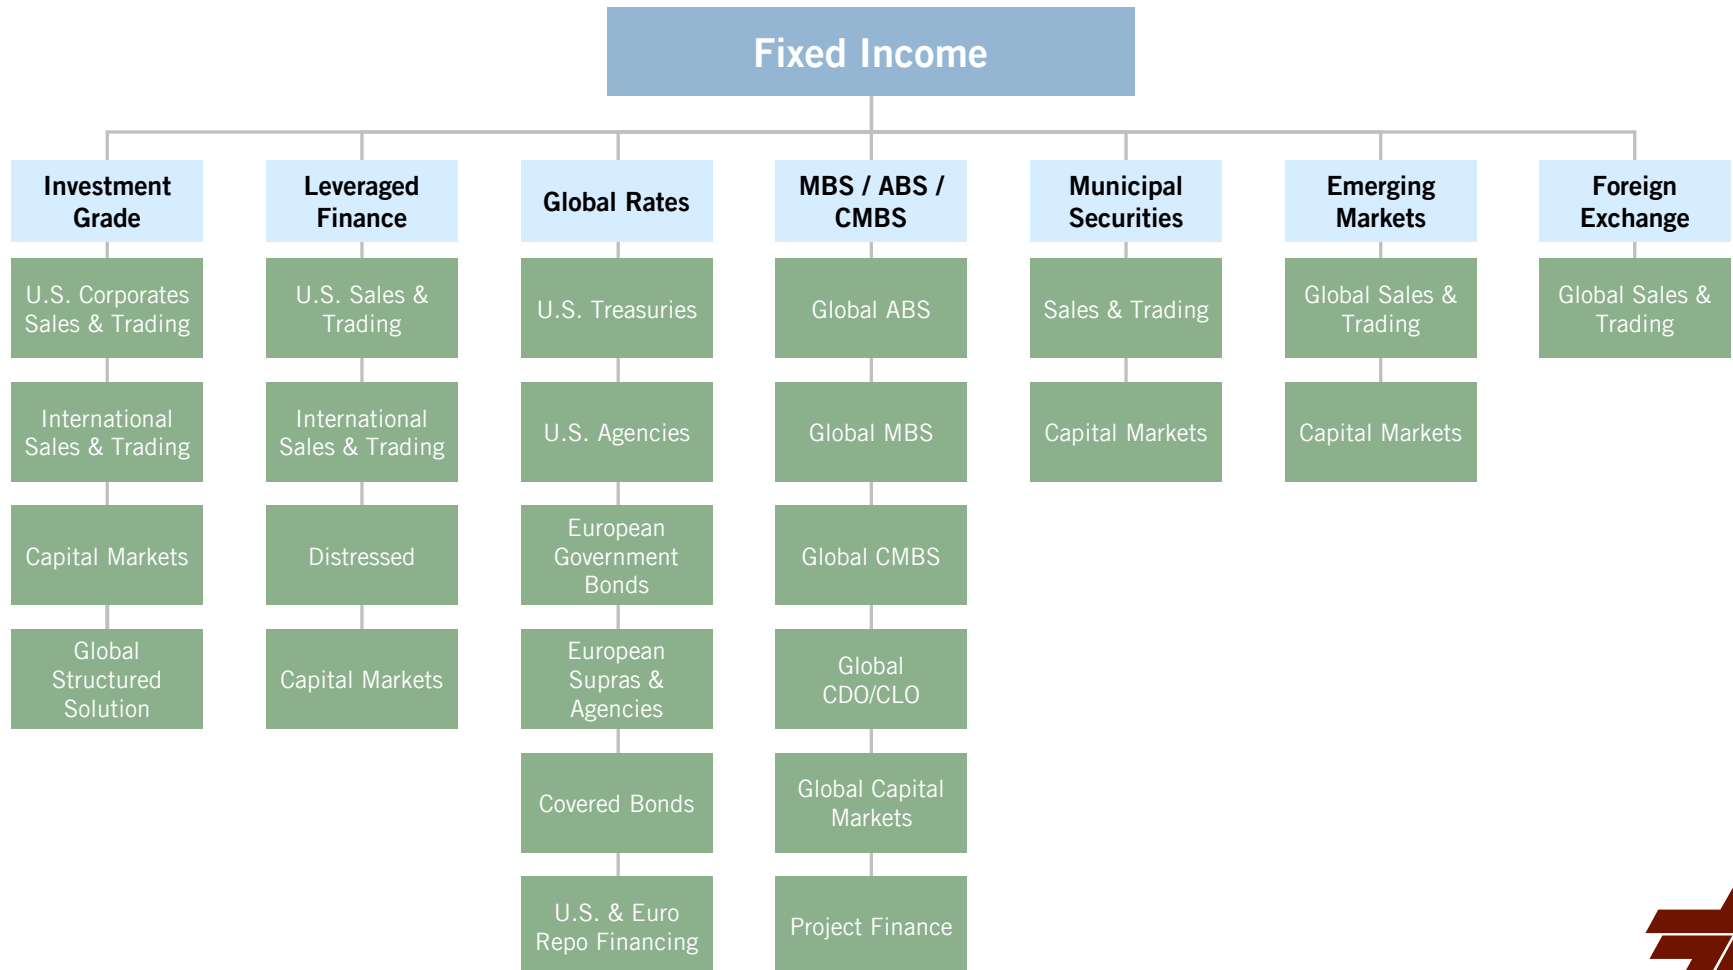 Fixed Income
Investment
Grade
Leveraged
Finance
Global Rates
MBS / ABS /
CMBS
Municipal
Securities
Emerging
Markets
Foreign
Exchange
U.S. Corporates
Sales & Trading
U.S. Sales &
Trading
U.S. Treasuries
Global ABS
Sales & Trading
Global Sales &
Trading
Global Sales &
Trading
International
Sales & Trading
International
Sales & Trading
U.S. Agencies
Global MBS
Capital Markets
Capital Markets
Capital Markets
Distressed
European
Government
Bonds
Global CMBS
Global
Structured
Solution
Capital Markets
European
Supras &
Agencies
Global
CDO/CLO
Covered Bonds
Global Capital
Markets
U.S. & Euro
Repo Financing
Project Finance